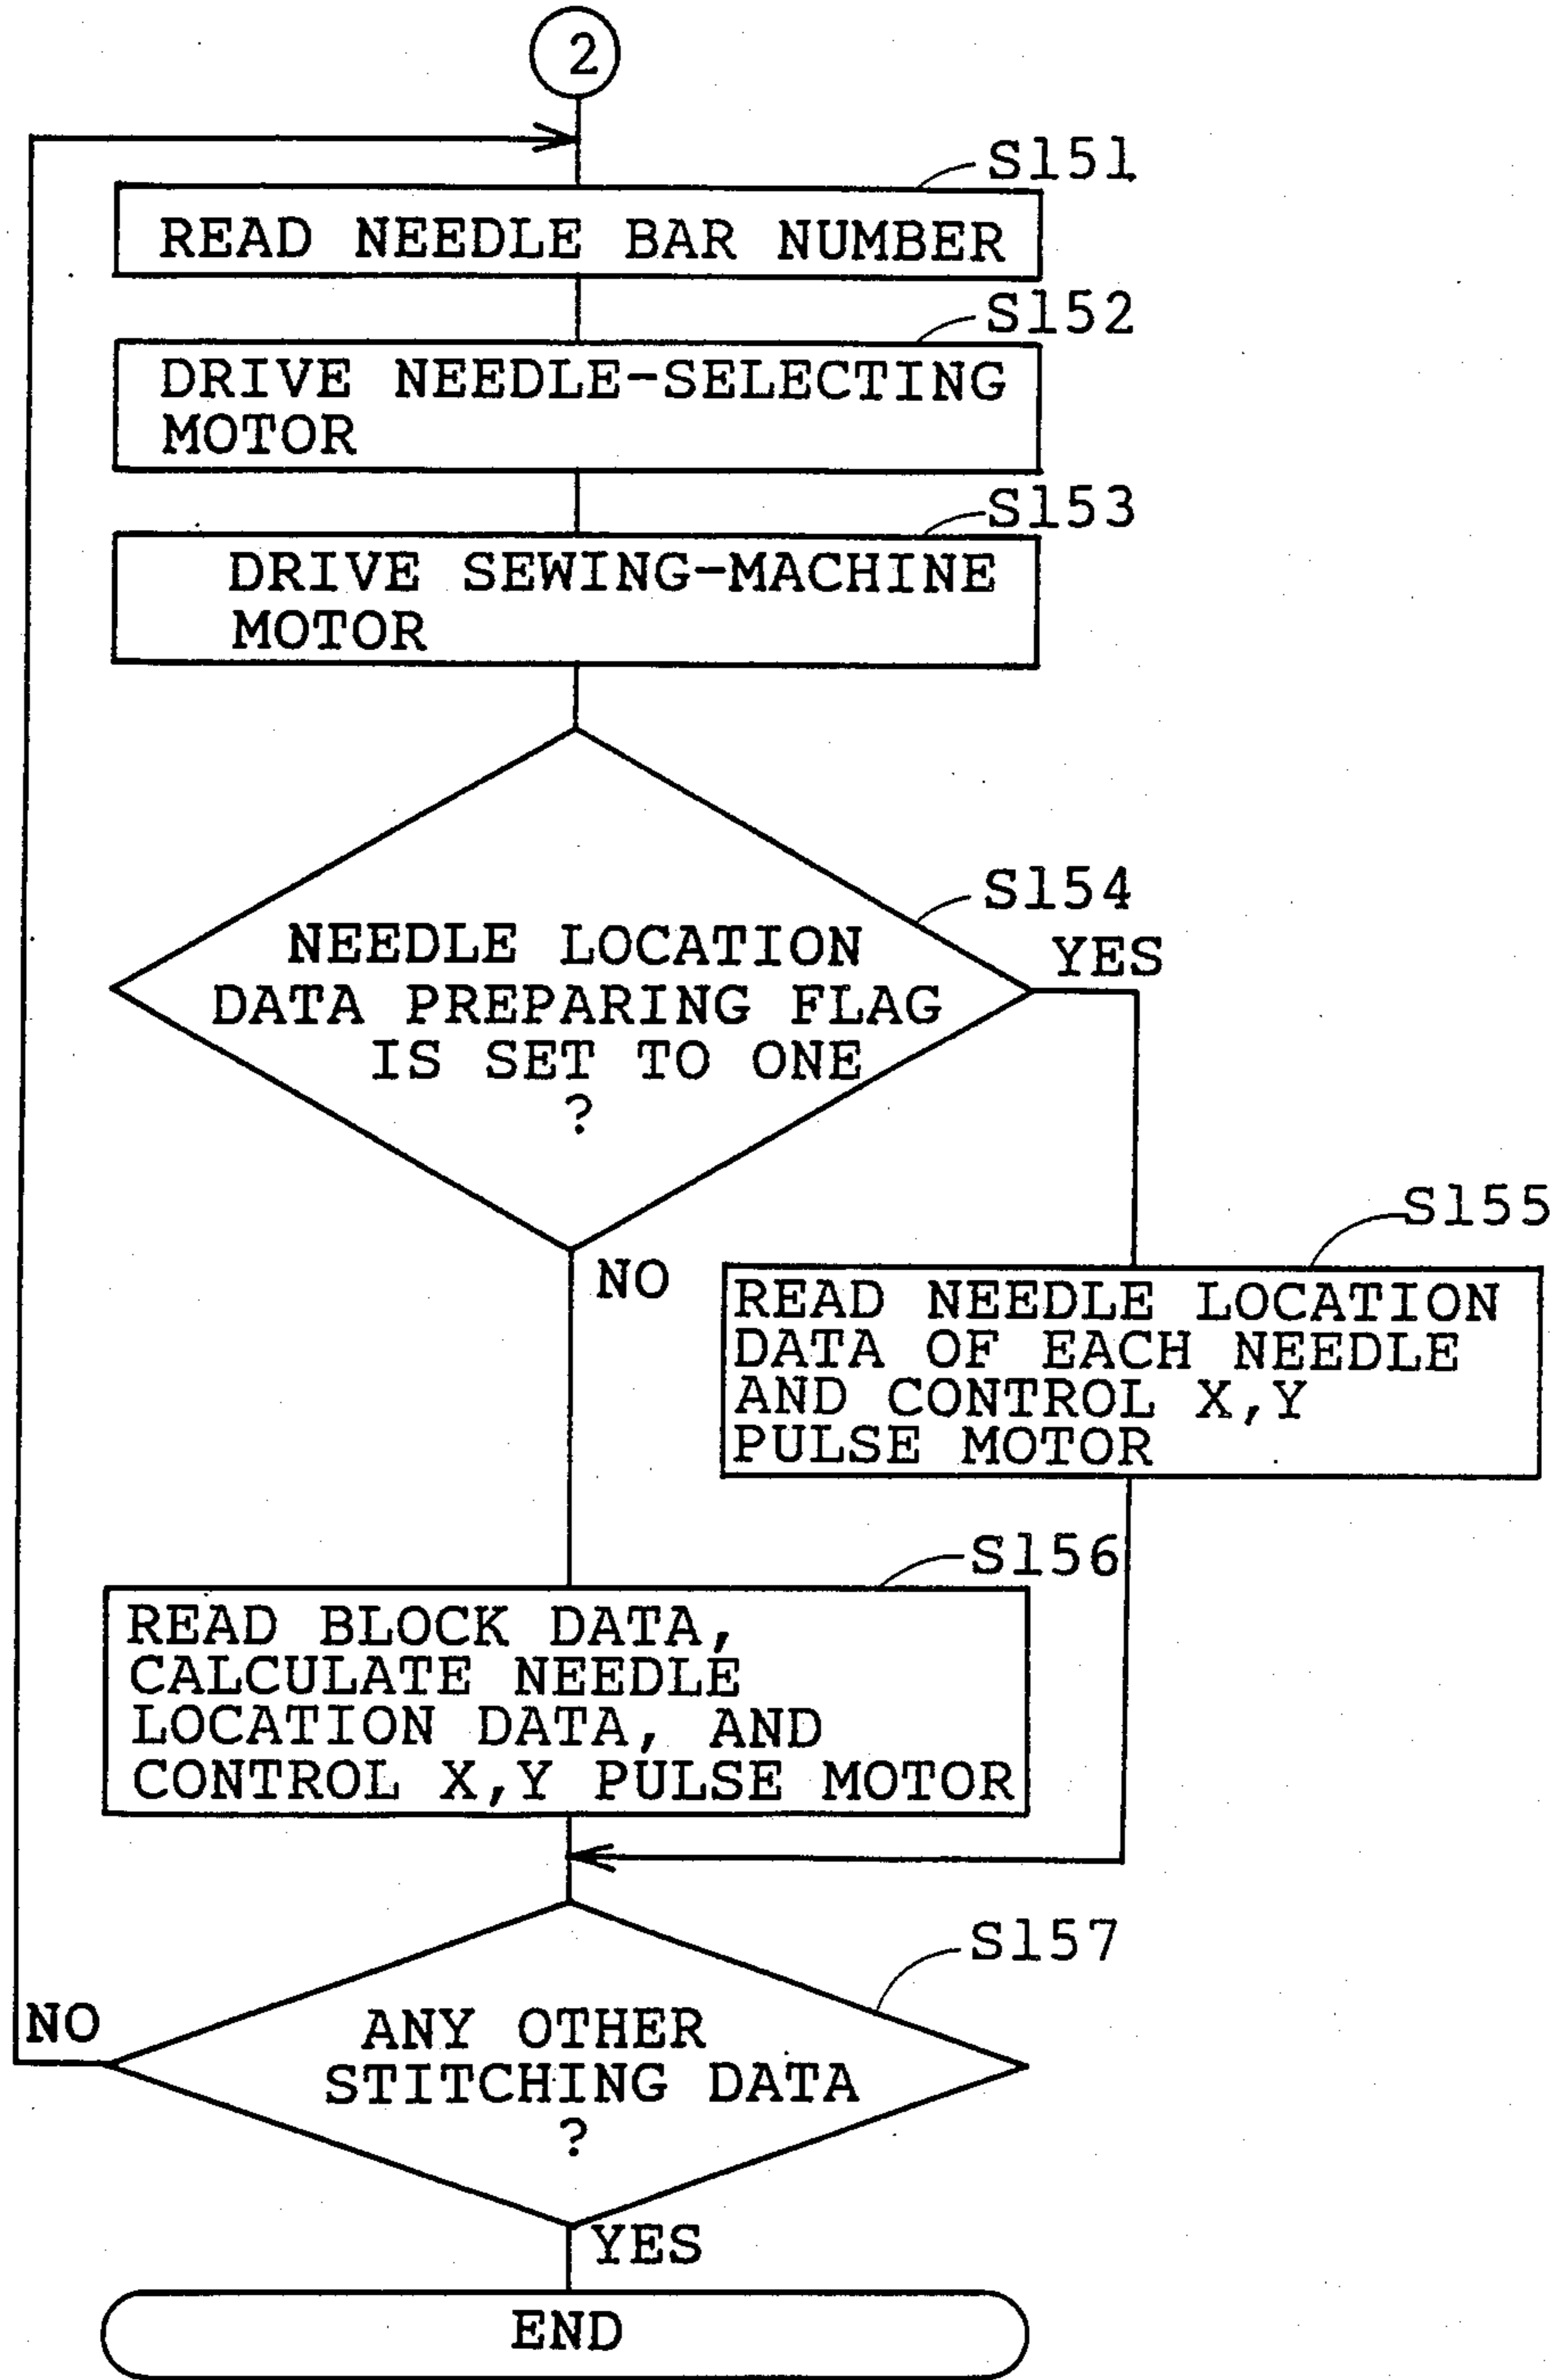 2
S151
READ NEEDLE BAR NUMBER
S152
DRIVE NEEDLE-SELECTING
MOTOR
S153
DRIVE SEWING-MACHINE
MOTOR
S154
NEEDLE LOCATION
DATA PREPARING FLAG
IS SET TO ONE
?
YES
NO
S155
READ NEEDLE LOCATION
DATA OF EACH NEEDLE
AND CONTROL X,Y
PULSE MOTOR
S156
READ BLOCK DATA,
CALCULATE NEEDLE
LOCATION DATA, AND
CONTROL X,Y PULSE MOTOR
S157
ANY OTHER
STITCHING DATA
?
NO
YES
END